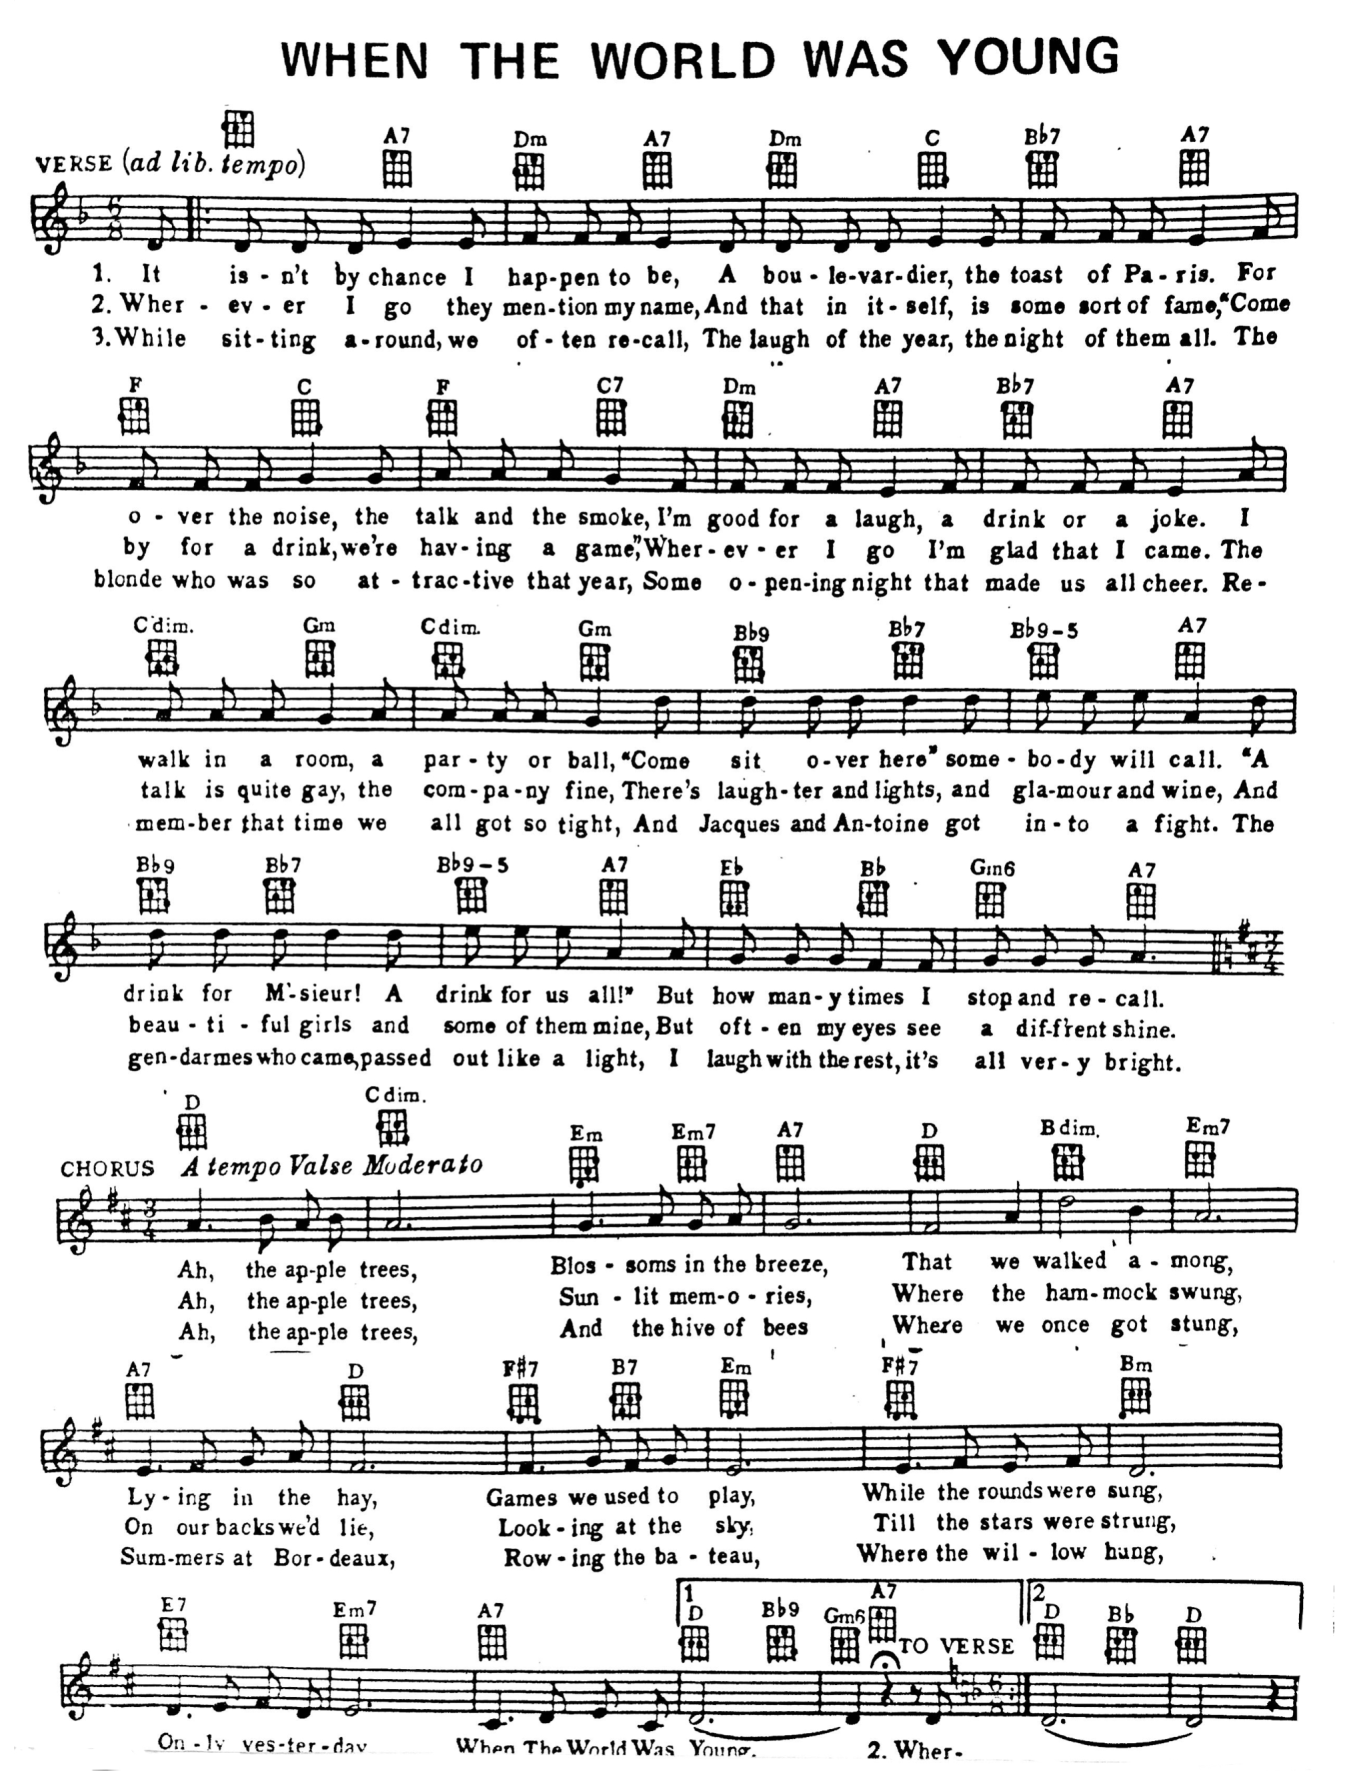 WHEN THE WORLD WAS YOUNG
A7 Dm A7 Dm C Bb7 A7
VERSE (ad lib. tempo)
6
8
1. It is - n't by chance I hap-pen to be, A bou - le-var-dier, the toast of Pa - ris. For
2. Wher - ev - er I go they men-tion my name, And that in it - self, is some sort of fame, "Come
3. While sit-ting a-round, we of - ten re-call, The laugh of the year, the night of them all. The
F C F C7 Dm A7 Bb7 A7
o - ver the noise, the talk and the smoke, I'm good for a laugh, a drink or a joke. I
by for a drink, we're hav-ing a game," Wher-ev-er I go I'm glad that I came. The
blonde who was so at - trac-tive that year, Some o-pen-ing night that made us all cheer. Re-
Cdim. Gm Cdim. Gm Bb9 Bb7 Bb9-5 A7
walk in a room, a par-ty or ball, "Come sit o-ver here" some-bo-dy will call. "A
talk is quite gay, the com-pa-ny fine, There's laugh-ter and lights, and gla-mour and wine, And
mem-ber that time we all got so tight, And Jacques and An-toine got in-to a fight. The
Bb9 Bb7 Bb9-5 A7 Eb Bb Gm6 A7
3
4
drink for M'-sieur! A drink for us all!" But how man-y times I stop and re-call.
beau - ti - ful girls and some of them mine, But oft - en my eyes see a dif-f'rent shine.
gen-darmes who came, passed out like a light, I laugh with the rest, it's all ver-y bright.
D Cdim. Em Em7 A7 D Bdim. Em7
CHORUS A tempo Valse Moderato
3
4
Ah, the ap-ple trees, Blos - soms in the breeze, That we walked a - mong,
Ah, the ap-ple trees, Sun - lit mem-o-ries, Where the ham-mock swung,
Ah, the ap-ple trees, And the hive of bees Where we once got stung,
A7 D F#7 B7 Em F#7 Bm
Ly-ing in the hay, Games we used to play, While the rounds were sung,
On our backs we'd lie, Look-ing at the sky, Till the stars were strung,
Sum-mers at Bor-deaux, Row-ing the ba-teau, Where the wil-low hung,
1 2
E7 Em7 A7 D Bb9 Gm6 A7 D Bb D
TO VERSE
6
8
On-ly yes-ter-day When The World Was Young. 2. Wher-